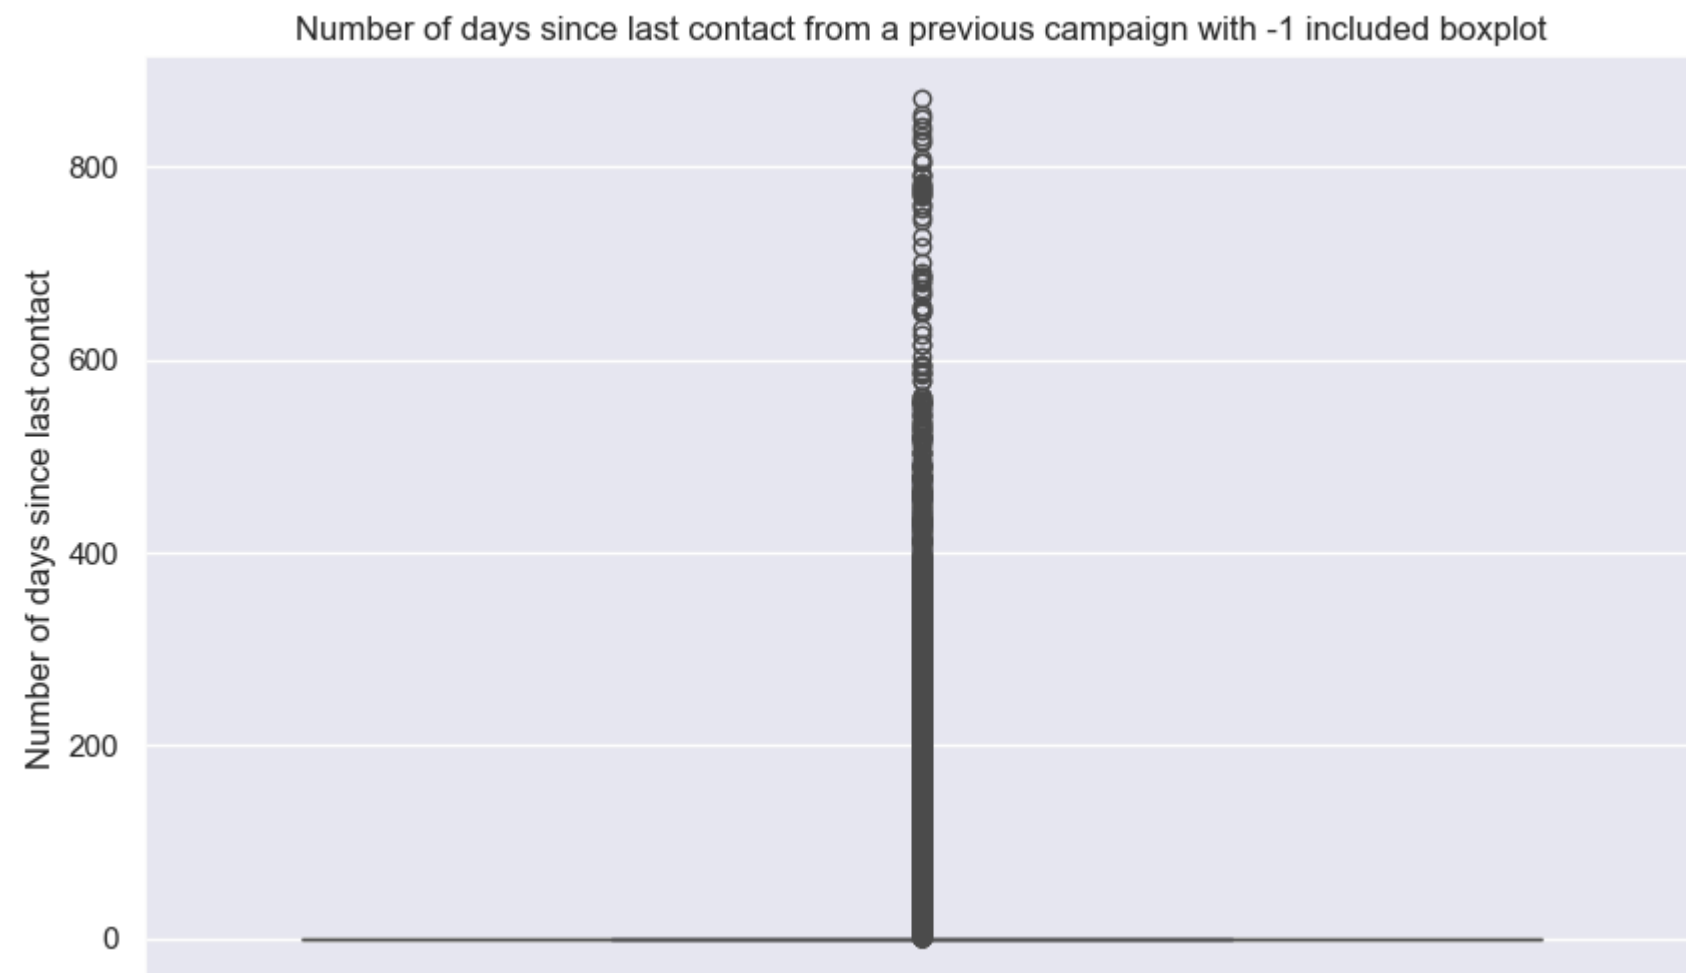 Number of days since last contact from a previous campaign with -1 included boxplot
Number of days since last contact
800
600
400
200
0